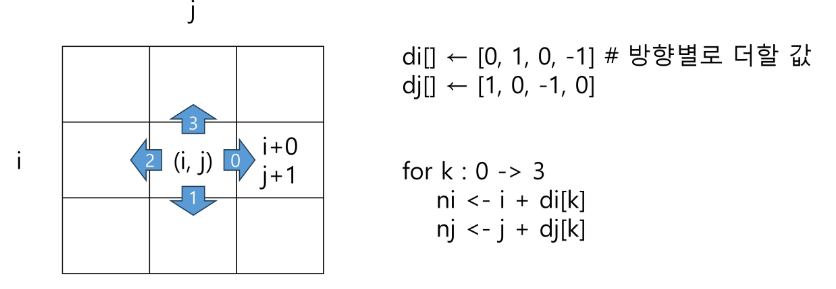 j
i
3
2 (i, j) 0
i+0
j+1
1
di[] ← [0, 1, 0, -1] # 방향별로 더할 값
dj[] ← [1, 0, -1, 0]
for k : 0 -> 3
ni <- i + di[k]
nj <- j + dj[k]